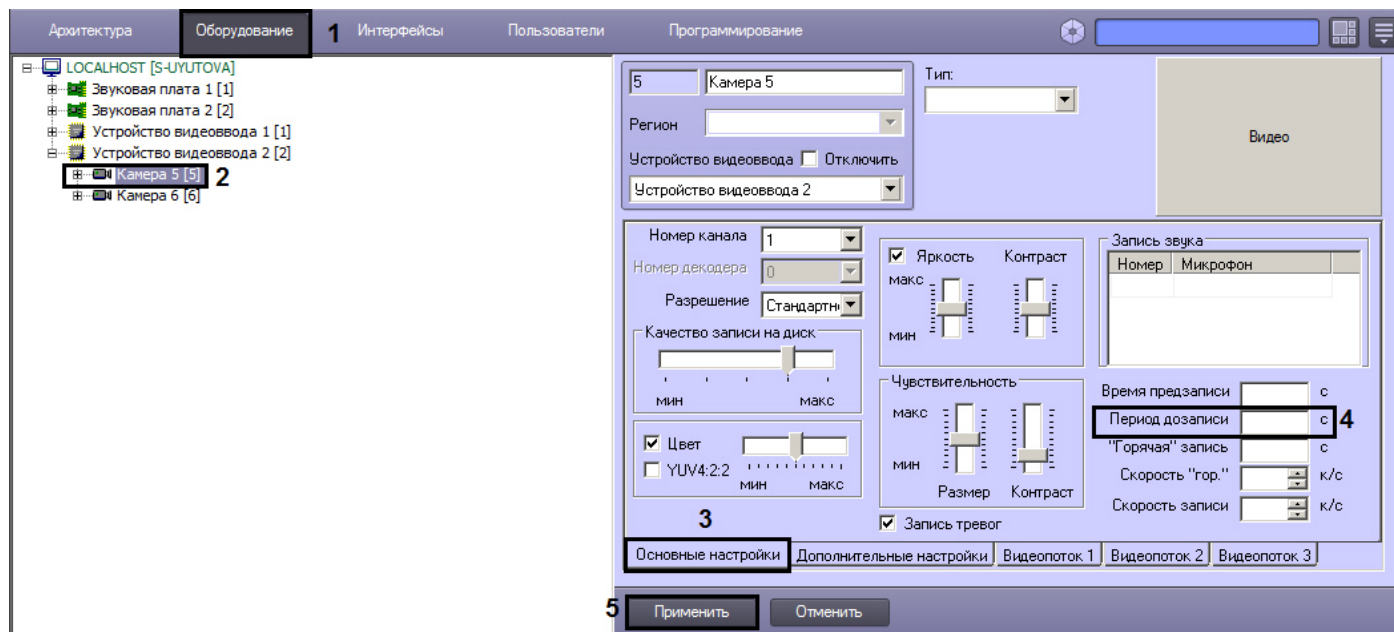 Архитектура Оборудование 1 Интерфейсы Пользователи Программирование
LOCALHOST [S-UYUTOVA]
Звуковая плата 1 [1]
Звуковая плата 2 [2]
Устройство видеоввода 1 [1]
Устройство видеоввода 2 [2]
Камера 5 [5] 2
Камера 6 [6]
5 Камера 5
Тип:
Регион
Устройство видеоввода Отключить
Устройство видеоввода 2
Видео
Номер канала 1
Номер декодера 0
Разрешение Стандартн
Качество записи на диск
мин макс
Цвет
YUV4:2:2
мин макс
Яркость Контраст
макс
мин
Чувствительность
макс
мин
Размер Контраст
Запись тревог
Запись звука
Номер Микрофон
Время предзаписи с
Период дозаписи с 4
"Горячая" запись с
Скорость "гор." к/с
Скорость записи к/с
3
Основные настройки Дополнительные настройки Видеопоток 1 Видеопоток 2 Видеопоток 3
5 Применить Отменить